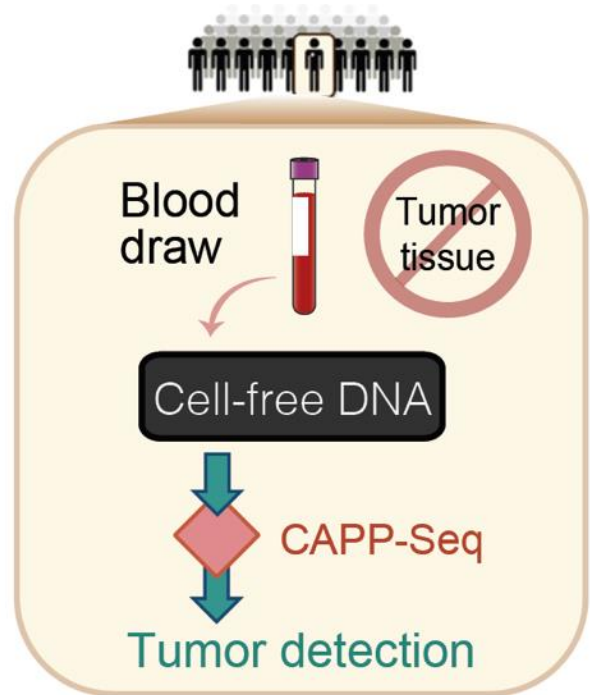 Blood
draw
Tumor
tissue
Cell-free DNA
CAPP-Seq
Tumor detection